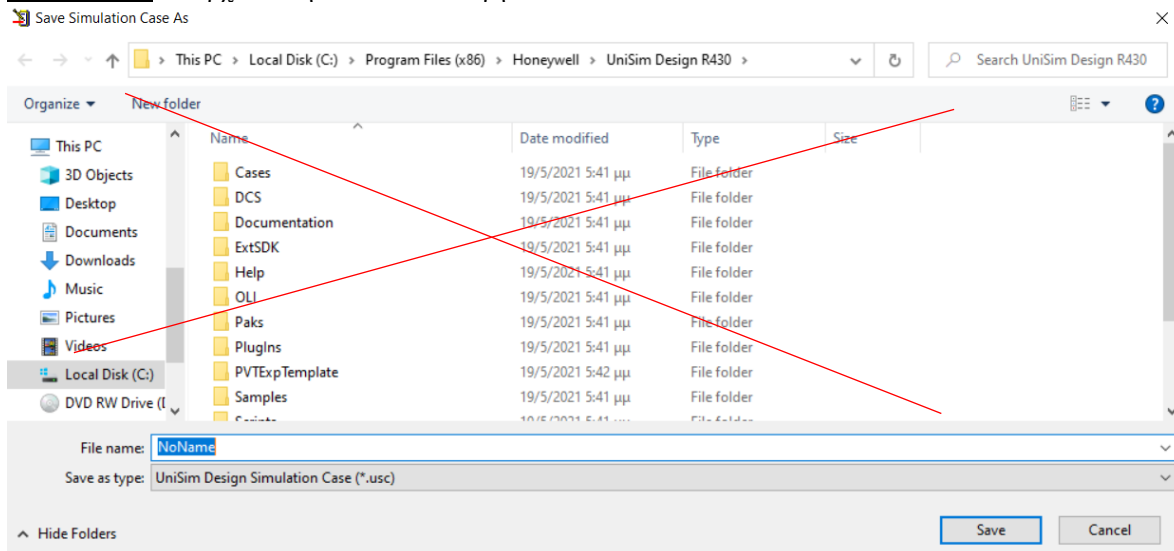 Save Simulation Case As
This PC > Local Disk (C:) > Program Files (x86) > Honeywell > UniSim Design R430 >
Search UniSim Design R430
Organize
New folder
?
This PC
3D Objects
Desktop
Documents
Downloads
Music
Pictures
Videos
Local Disk (C:)
DVD RW Drive (
Name Date modified Type Size
Cases 19/5/2021 5:41 μμ File folder
DCS 19/5/2021 5:41 μμ File folder
Documentation 19/5/2021 5:41 μμ File folder
ExtSDK 19/5/2021 5:41 μμ File folder
Help 19/5/2021 5:41 μμ File folder
OLI 19/5/2021 5:41 μμ File folder
Paks 19/5/2021 5:41 μμ File folder
PlugIns 19/5/2021 5:41 μμ File folder
PVTExpTemplate 19/5/2021 5:42 μμ File folder
Samples 19/5/2021 5:41 μμ File folder
File name: NoName
Save as type: UniSim Design Simulation Case (*.usc)
Hide Folders
Save
Cancel